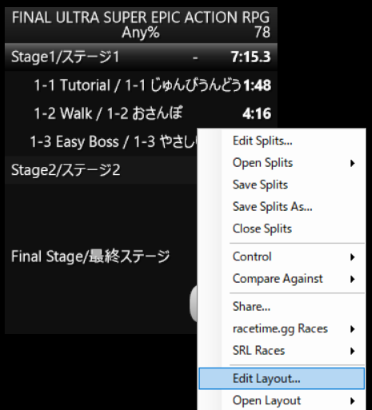 FINAL ULTRA SUPER EPIC ACTION RPG
Any% 78
Stage1/ステージ1 - 7:15.3
1-1 Tutorial / 1-1 じゅんびうんどう 1:48
1-2 Walk / 1-2 おさんぽ 4:16
1-3 Easy Boss / 1-3 やさし
Stage2/ステージ2
Final Stage/最終ステージ
Edit Splits...
Open Splits
Save Splits
Save Splits As...
Close Splits
Control
Compare Against
Share...
racetime.gg Races
SRL Races
Edit Layout...
Open Layout